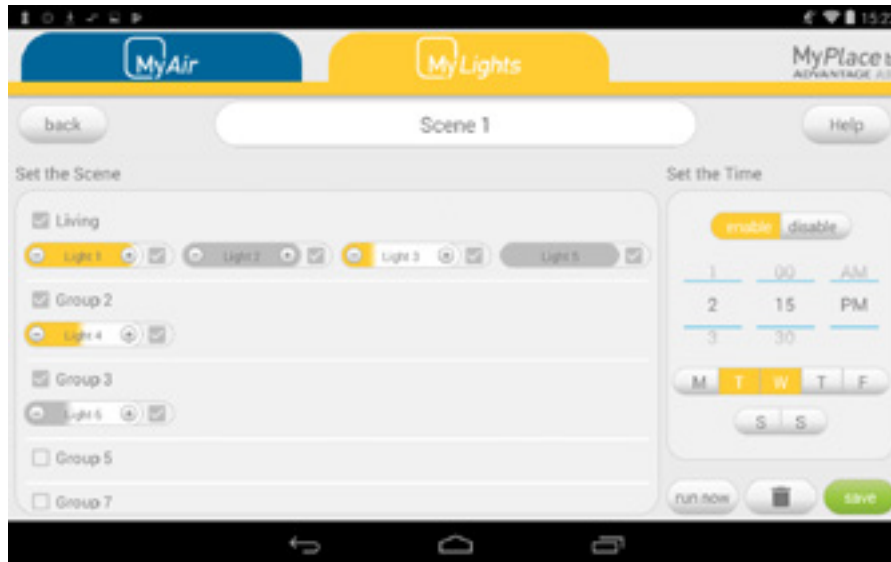 15:2
MyAir
MyLights
MyPlace
ADVANTAGE
back
Scene 1
Help
Set the Scene
Set the Time
Living
Light 1
Light 2
Light 3
Light 5
Group 2
Light 4
Group 3
Light 6
Group 5
Group 7
enable disable
1 00 AM
2 15 PM
3 30
M T W T F
S S
run now
save